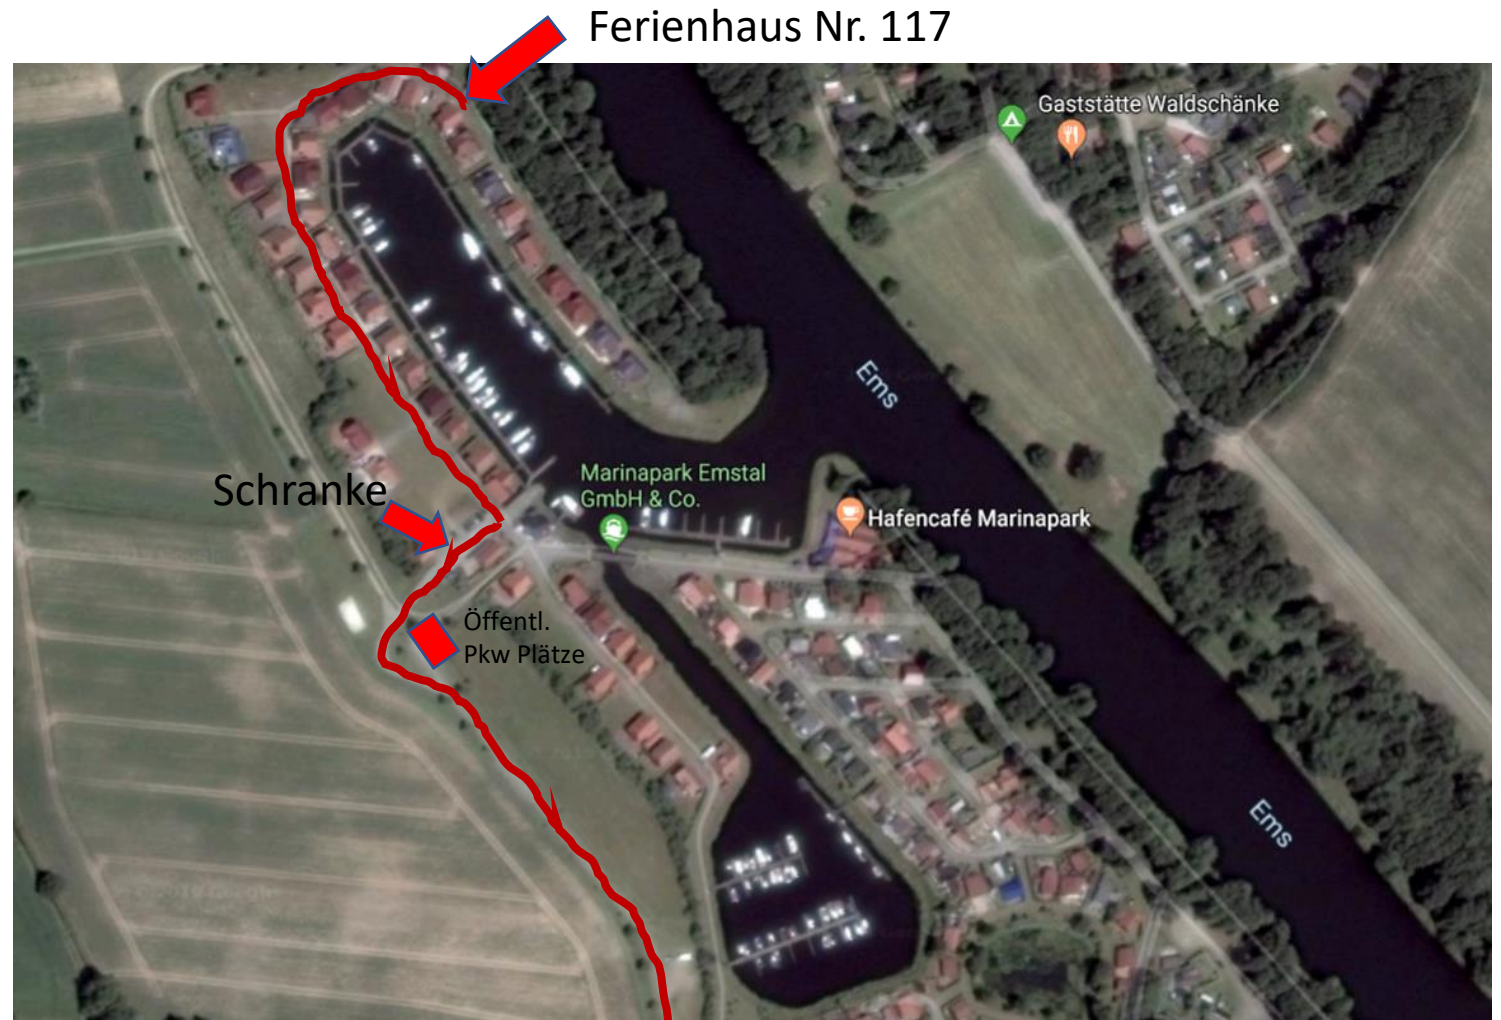 Ferienhaus Nr. 117
Gaststätte Waldschänke
Ems
Marinapark Emstal
GmbH & Co.
Schranke
Hafencafé Marinapark
Öffentl.
Pkw Plätze
Ems